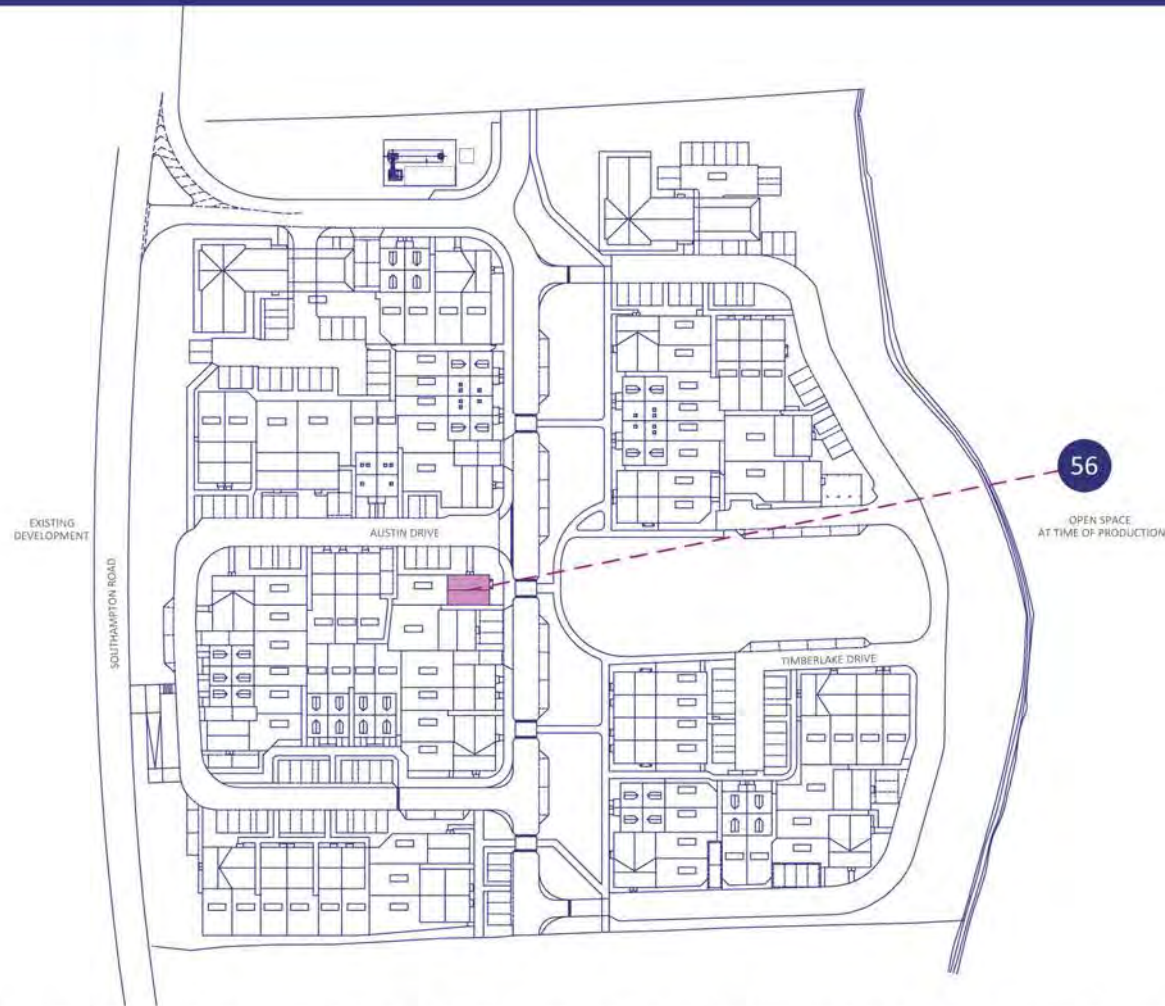 56
OPEN SPACE
AT TIME OF PRODUCTION
EXISTING
DEVELOPMENT
AUSTIN DRIVE
SOUTHAMPTON ROAD
TIMBERLAKE DRIVE